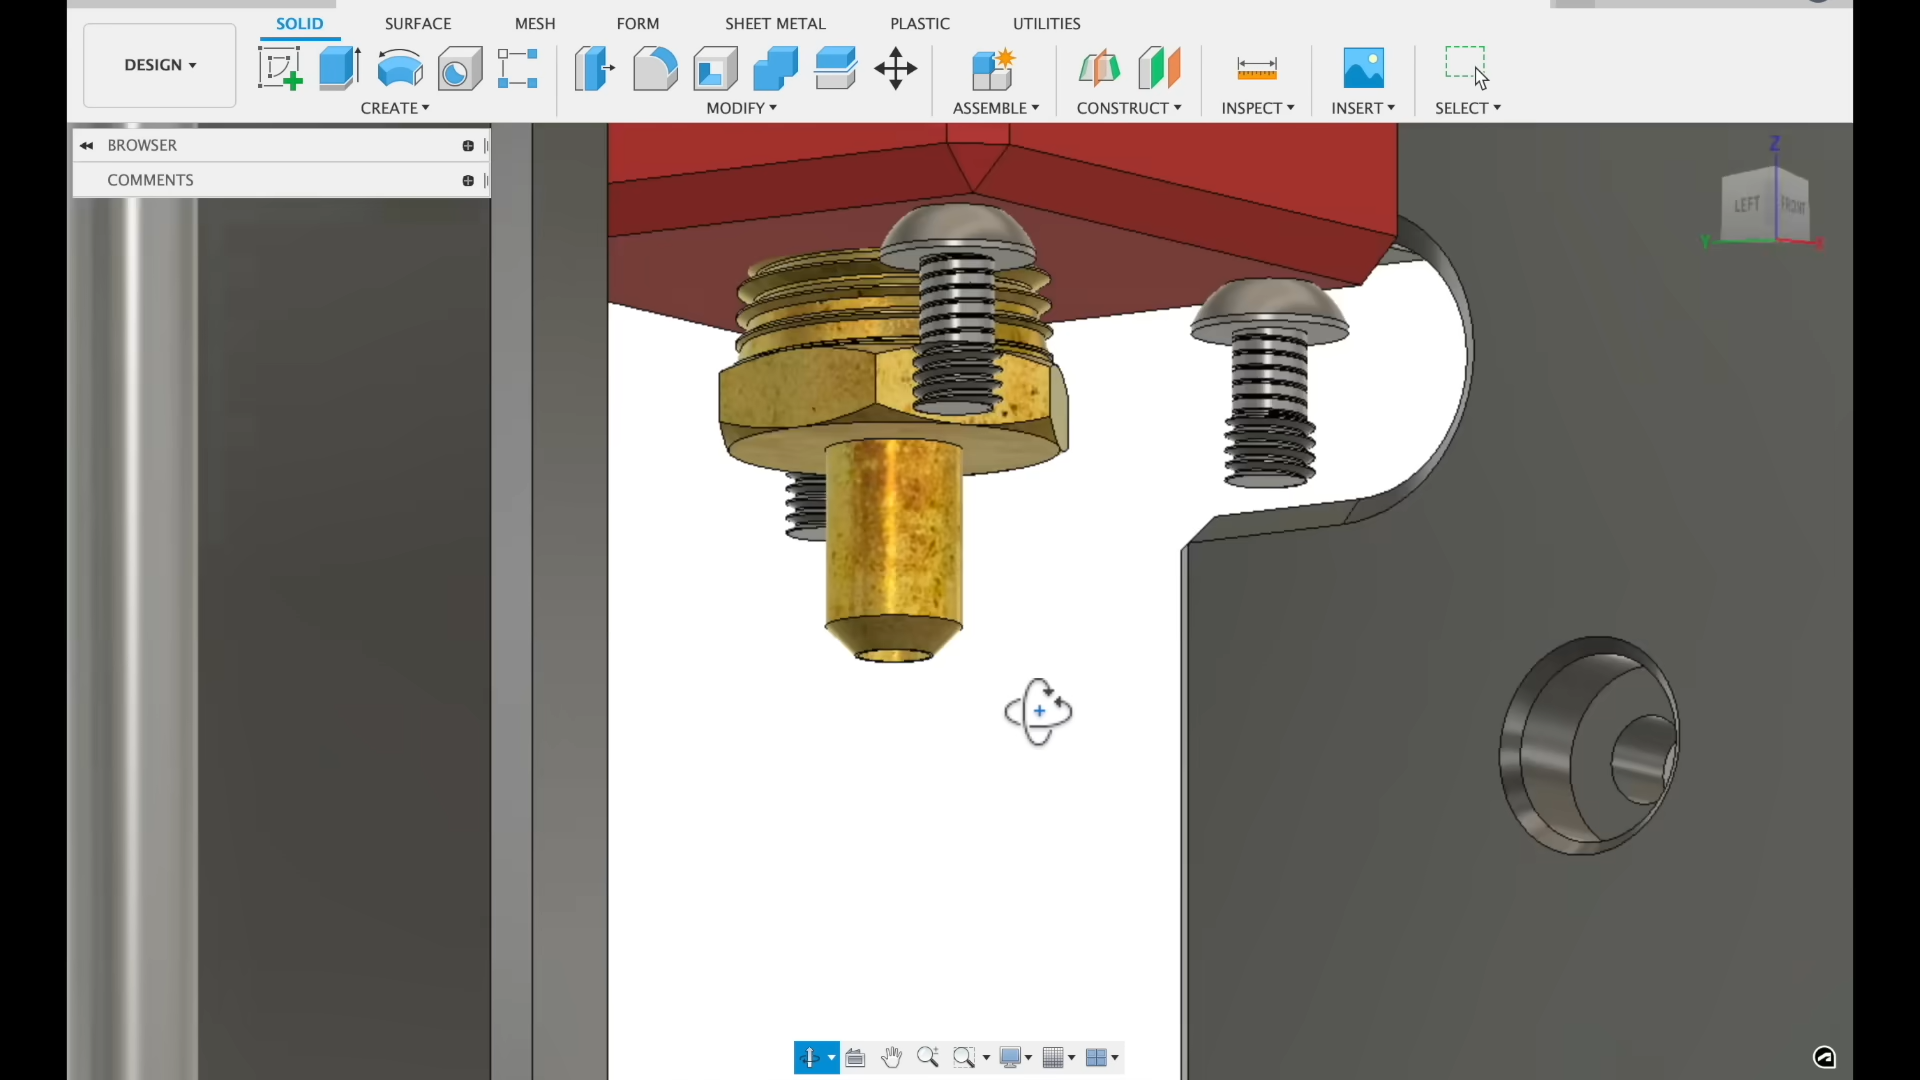 SOLID SURFACE MESH FORM SHEET METAL PLASTIC UTILITIES
DESIGN
CREATE MODIFY ASSEMBLE CONSTRUCT INSPECT INSERT SELECT
BROWSER
COMMENTS
Z
LEFT FRONT
Y X